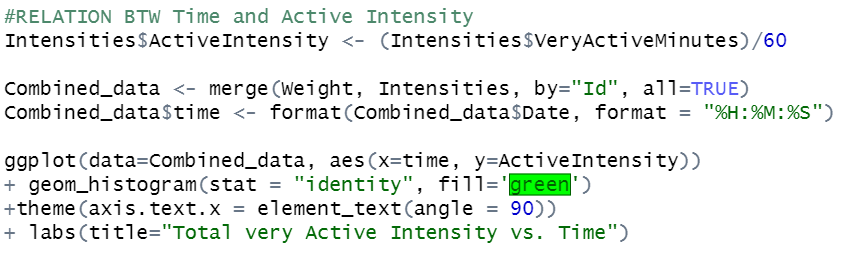 #RELATION BTW Time and Active Intensity
Intensities$ActiveIntensity <- (Intensities$VeryActiveMinutes)/60
Combined_data <- merge(Weight, Intensities, by="Id", all=TRUE)
Combined_data$time <- format(Combined_data$Date, format = "%H:%M:%S")
ggplot(data=Combined_data, aes(x=time, y=ActiveIntensity))
+ geom_histogram(stat = "identity", fill='green')
+theme(axis.text.x = element_text(angle = 90))
+ labs(title="Total very Active Intensity vs. Time")